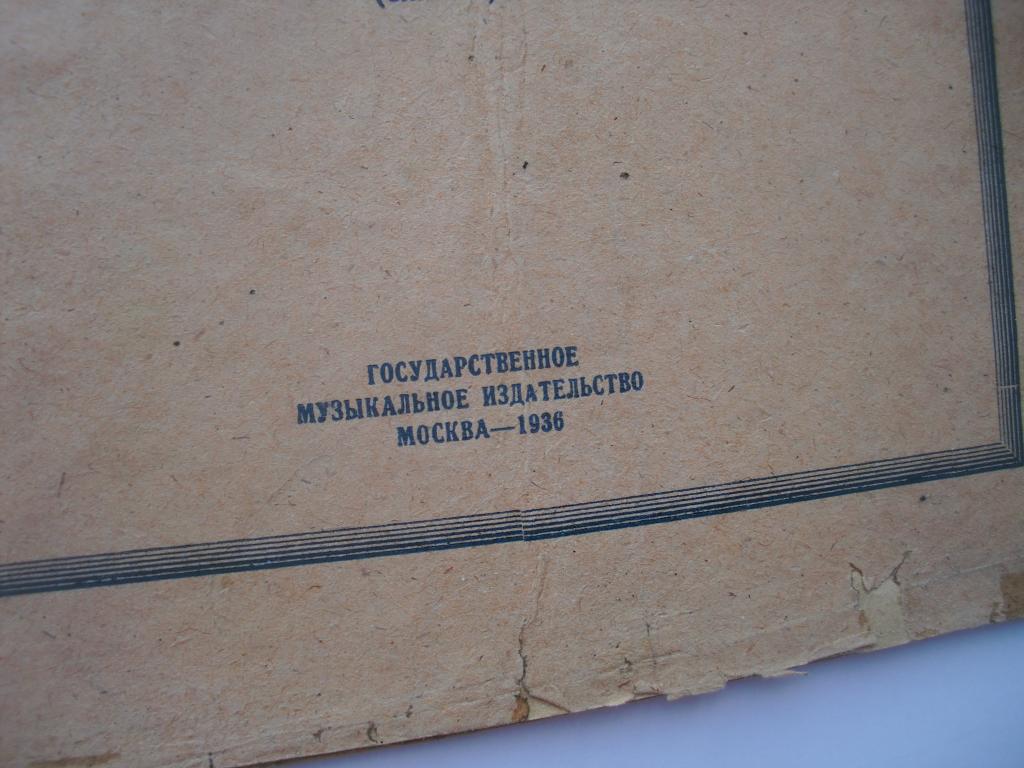 ГОСУДАРСТВЕННОЕ
МУЗЫКАЛЬНОЕ ИЗДАТЕЛЬСТВО
МОСКВА—1936